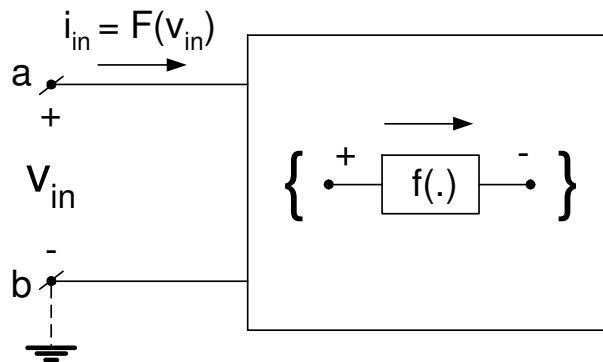 i_in = F(v_in)
a
+
v_in
-
b
{ + f(.) - }